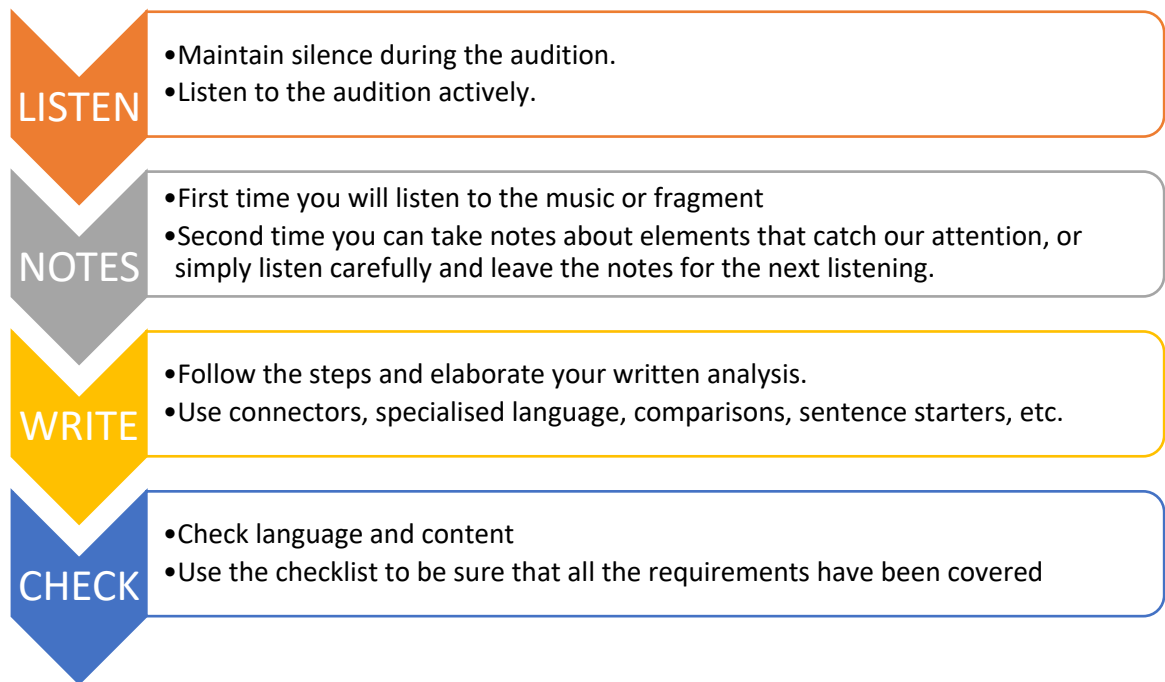 LISTEN
•Maintain silence during the audition.
•Listen to the audition actively.
NOTES
•First time you will listen to the music or fragment
•Second time you can take notes about elements that catch our attention, or
simply listen carefully and leave the notes for the next listening.
WRITE
•Follow the steps and elaborate your written analysis.
•Use connectors, specialised language, comparisons, sentence starters, etc.
CHECK
•Check language and content
•Use the checklist to be sure that all the requirements have been covered